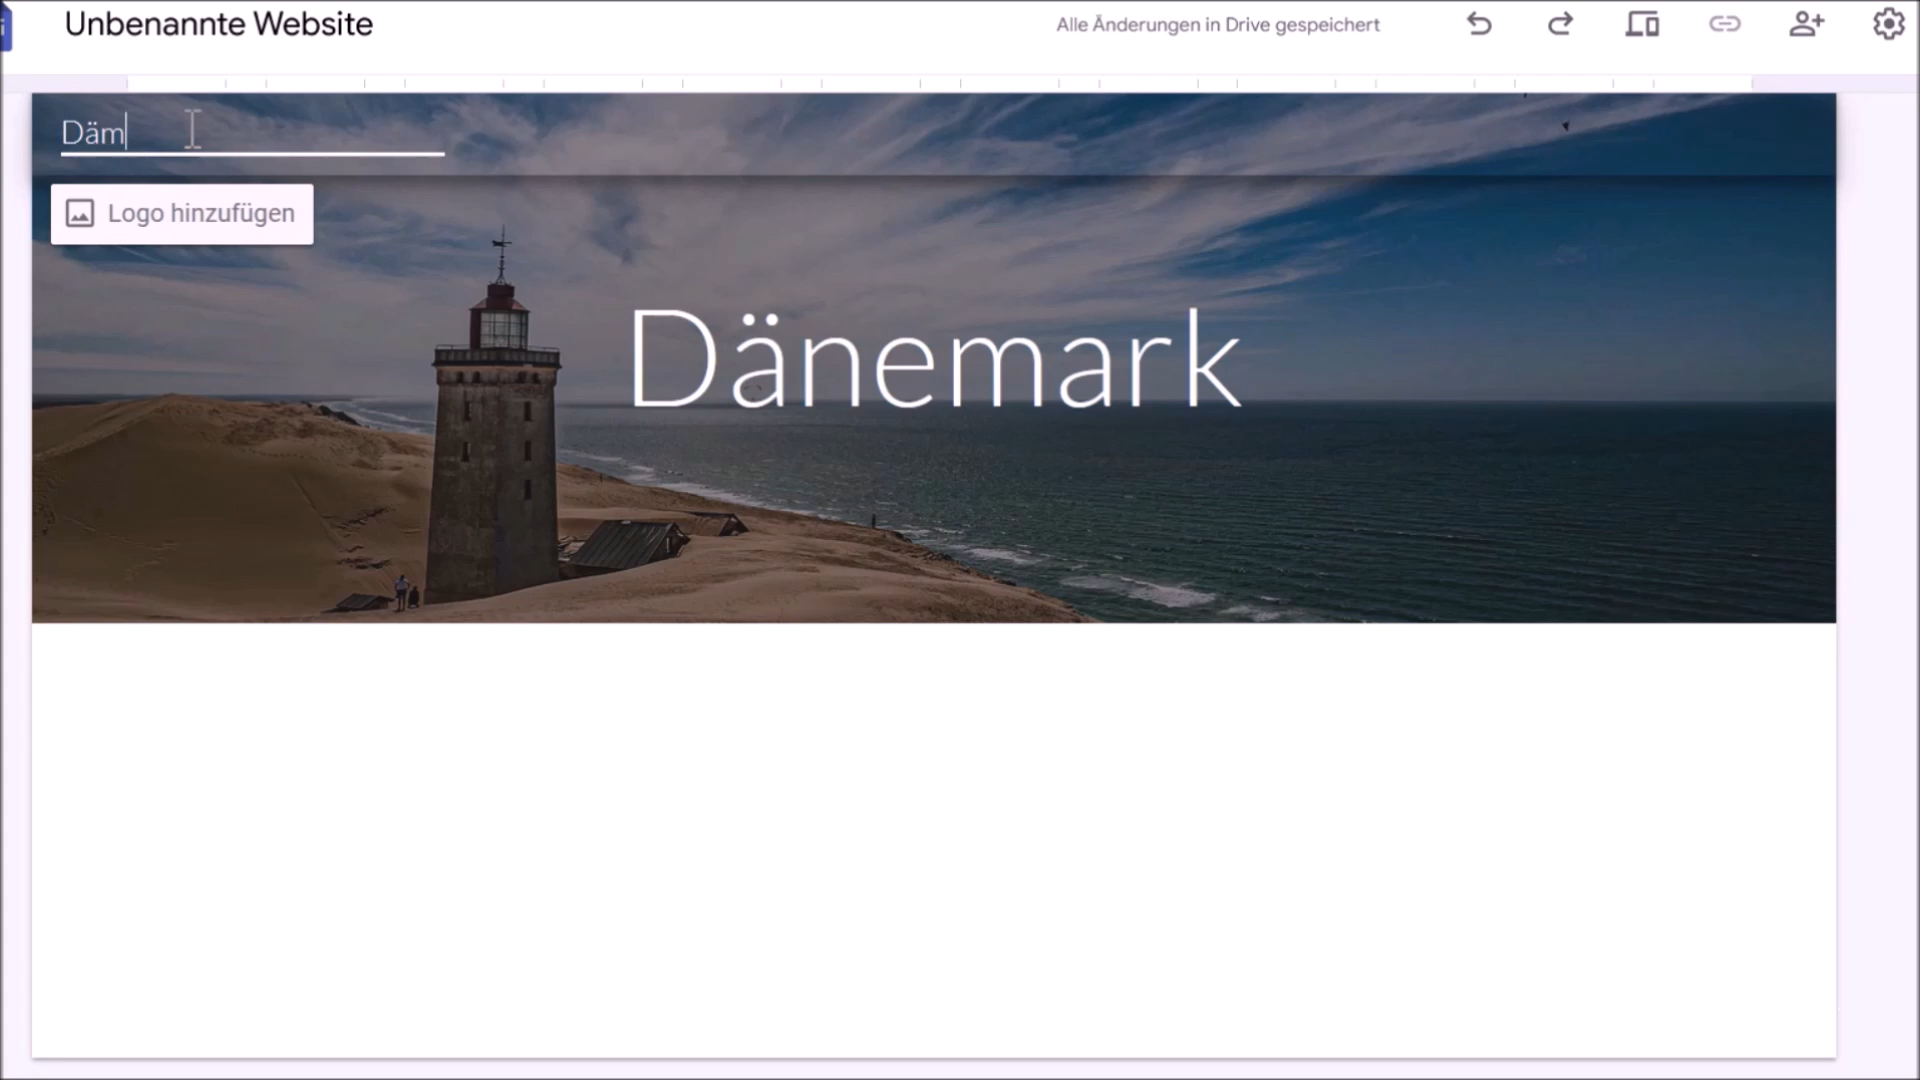 Unbenannte Website
Alle Änderungen in Drive gespeichert
Däm
Logo hinzufügen
Dänemark